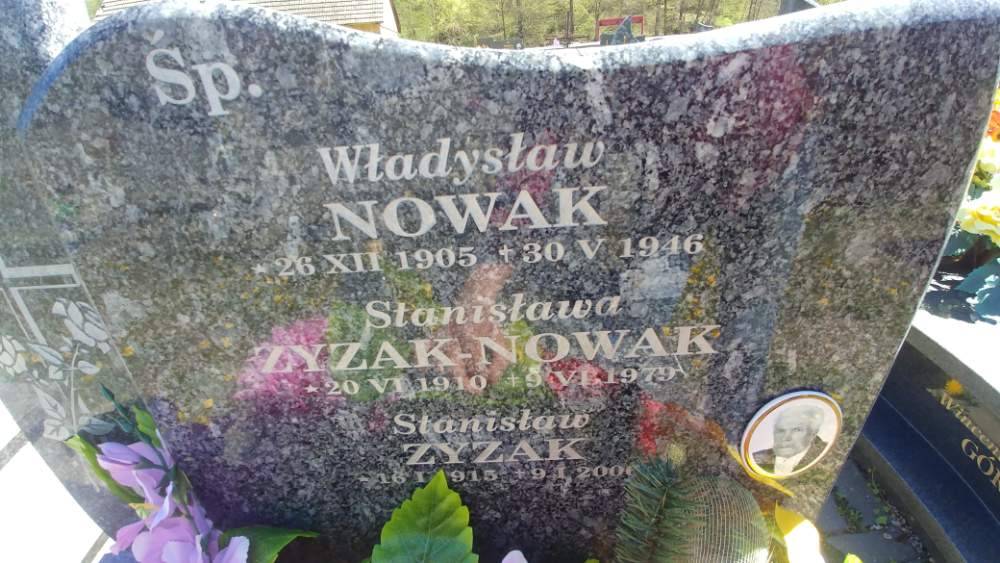 Śp.
Władysław
NOWAK
* 26 XII 1905 + 30 V 1946
Stanisława
ZYZAK-NOWAK
* 20 VI 1910 + 9 VI 1979
Stanisław
ZYZAK